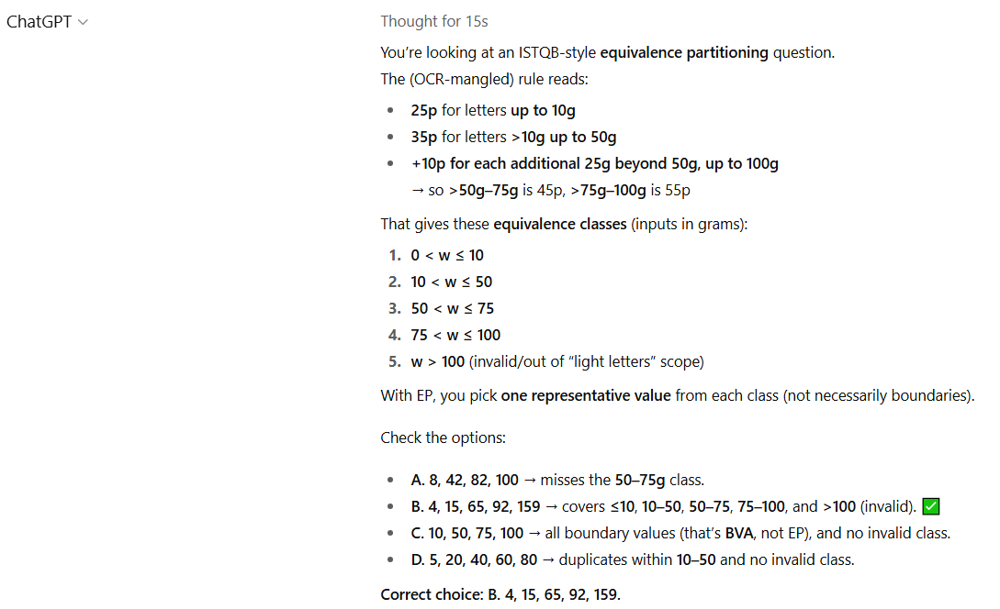 ChatGPT
Thought for 15s
You’re looking at an ISTQB-style equivalence partitioning question.
The (OCR-mangled) rule reads:
• 25p for letters up to 10g
• 35p for letters >10g up to 50g
• +10p for each additional 25g beyond 50g, up to 100g
→ so >50g–75g is 45p, >75g–100g is 55p
That gives these equivalence classes (inputs in grams):
1. 0 < w ≤ 10
2. 10 < w ≤ 50
3. 50 < w ≤ 75
4. 75 < w ≤ 100
5. w > 100 (invalid/out of “light letters” scope)
With EP, you pick one representative value from each class (not necessarily boundaries).
Check the options:
• A. 8, 42, 82, 100 → misses the 50–75g class.
• B. 4, 15, 65, 92, 159 → covers ≤10, 10–50, 50–75, 75–100, and >100 (invalid). ✅
• C. 10, 50, 75, 100 → all boundary values (that’s BVA, not EP), and no invalid class.
• D. 5, 20, 40, 60, 80 → duplicates within 10–50 and no invalid class.
Correct choice: B. 4, 15, 65, 92, 159.